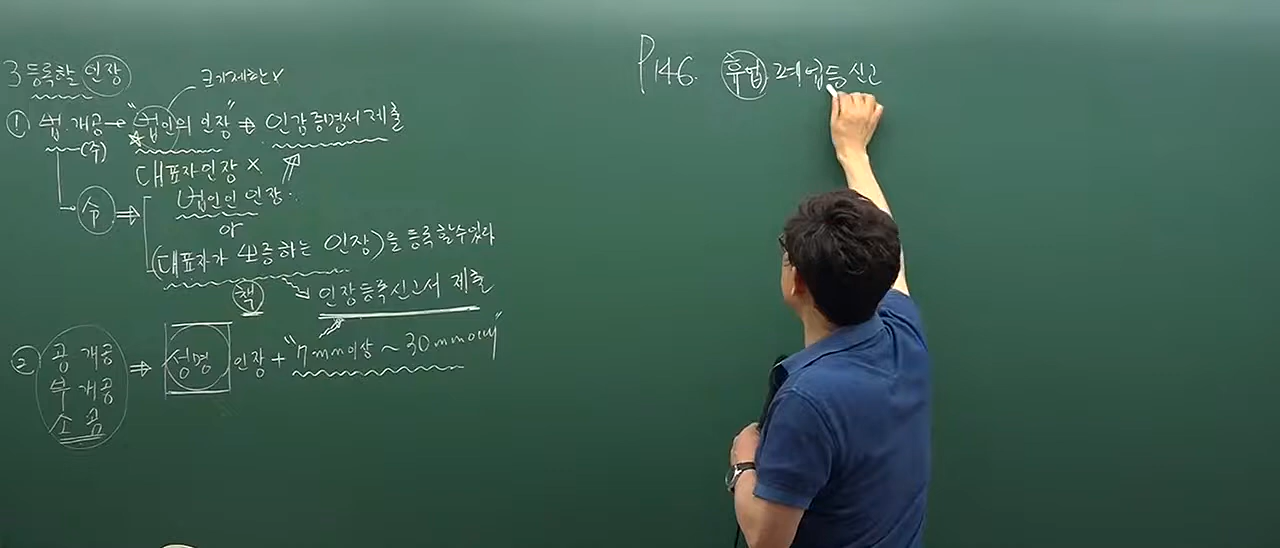 3 등록할 인장
크기제한 x
① 법.개공→ "법인의 인장" ⇒ 인감증명서 제출
(주)
대표자인장 x
법인인 인장
or
(대표자가 보증하는 인장)을 등록할수있다
책 → 인장등록신고서 제출
② 공 개공 ⇒ 성명 인장 + "7mm이상 ~ 30mm이내"
부 개공
소 공
P146. 휴업 폐업등신고